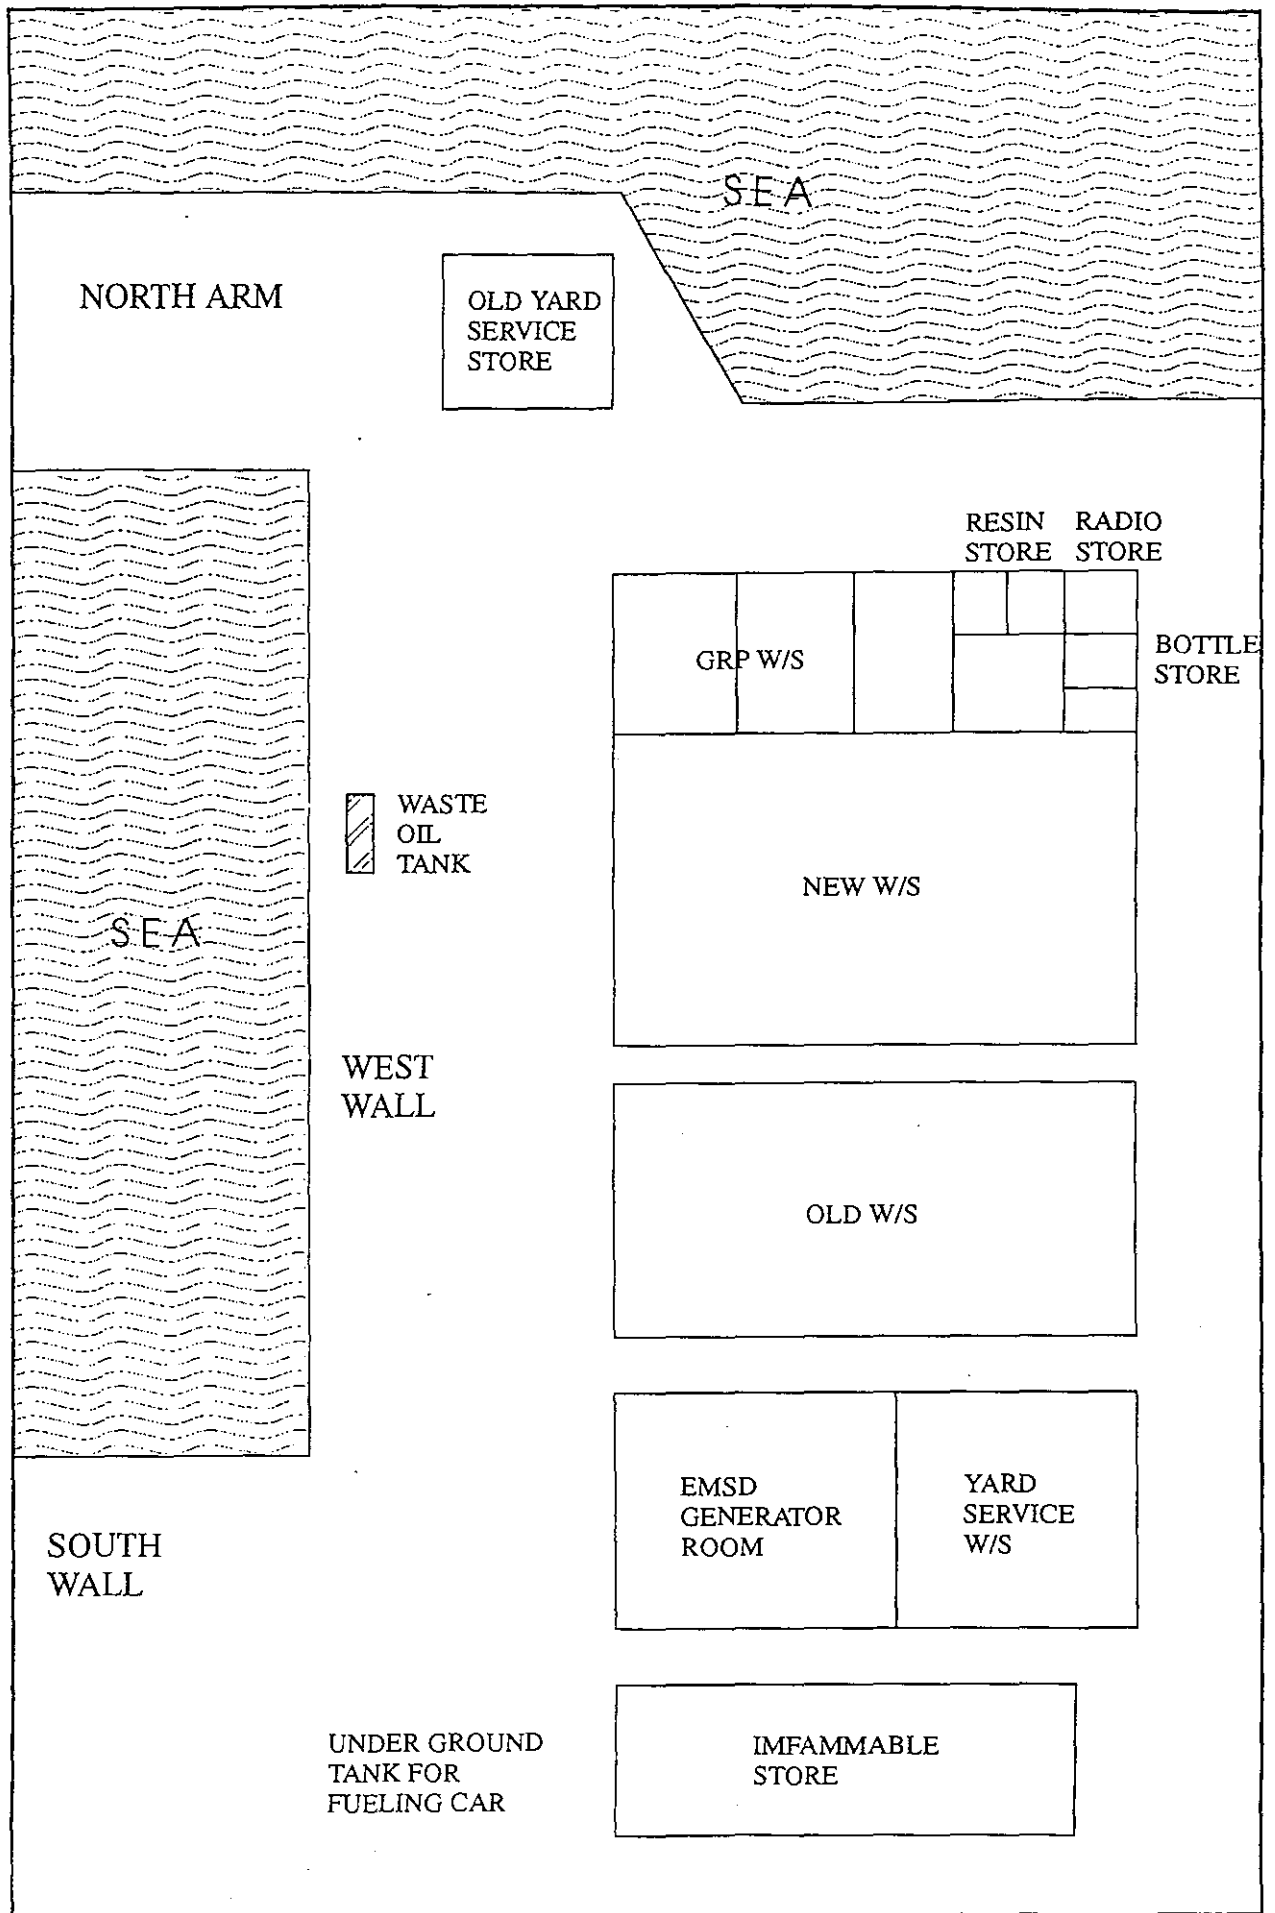 SEA
NORTH ARM
OLD YARD
SERVICE
STORE
RESIN
STORE
RADIO
STORE
GRP W/S
BOTTLE
STORE
WASTE
OIL
TANK
NEW W/S
SEA
WEST
WALL
OLD W/S
EMSD
GENERATOR
ROOM
YARD
SERVICE
W/S
SOUTH
WALL
UNDER GROUND
TANK FOR
FUELING CAR
IMFAMMABLE
STORE